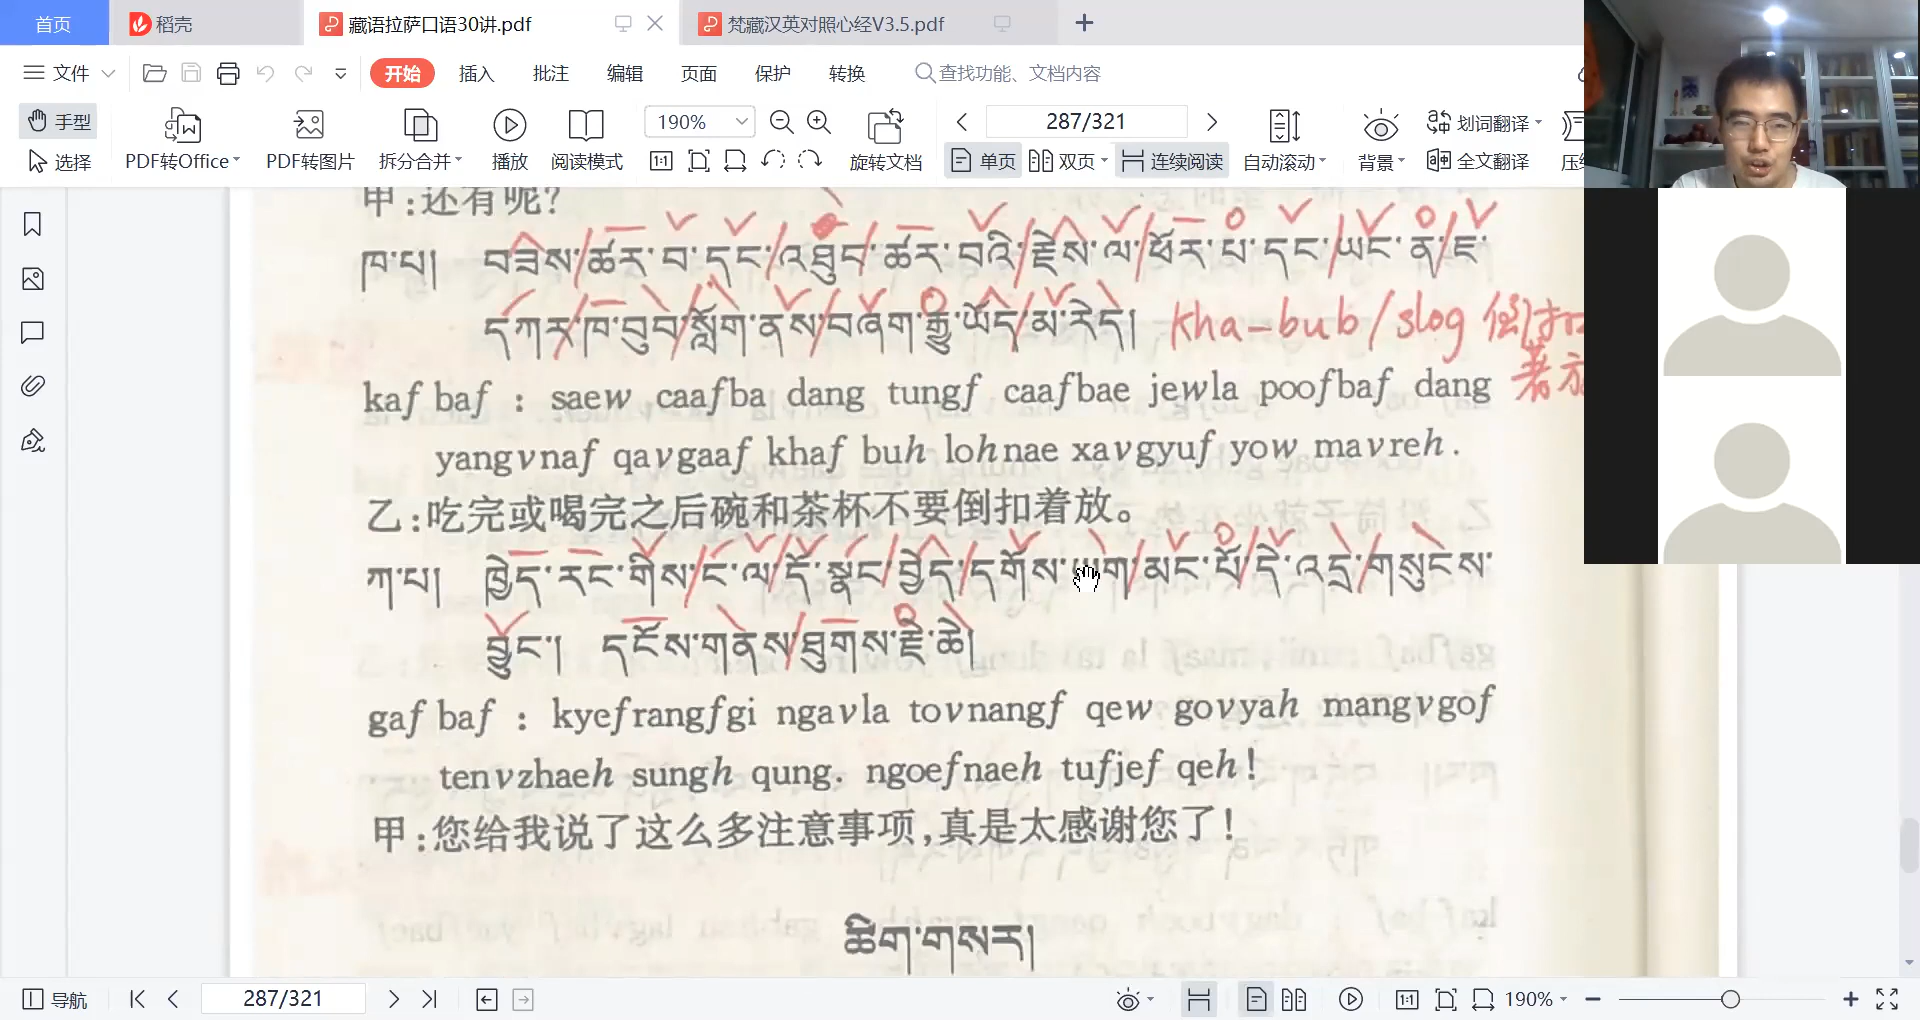 首页 稻壳 藏语拉萨口语30讲.pdf 梵藏汉英对照心经V3.5.pdf
文件 开始 插入 批注 编辑 页面 保护 转换 查找功能、文档内容
手型 190% 287/321 划词翻译
选择 PDF转Office PDF转图片 拆分合并 播放 阅读模式 旋转文档 单页 双页 连续阅读 自动滚动 背景 全文翻译
甲:还有呢?
ཁ་པ། བཟས་ཚར་བ་དང་འཐུང་ཚར་བའི་རྗེས་ལ་ཕོར་པ་དང་ཡང་ན་ཇ་
དཀར་ཁ་བུབ་སློག་ནས་བཞག་རྒྱུ་ཡོད་མ་རེད།
kha-bub/slog 倒扣
着放
kaf baf : saew caafba dang tungf caafbae jewla poofbaf dang
yangvnaf qavgaaf khaf buh lohnae xavgyuf yow mavreh.
乙:吃完或喝完之后碗和茶杯不要倒扣着放。
ཀ་པ། ཁྱེད་རང་གིས་ང་ལ་དོ་སྣང་བྱེད་དགོས་ཡག་མང་པོ་དེ་འདྲ་གསུངས་
བྱུང་། དངོས་གནས་ཐུགས་རྗེ་ཆེ།
gaf baf : kyefrangfgi ngavla tovnangf qew govyah mangvgof
tenvzhaeh sungh qung. ngoefnaeh tufjef qeh!
甲:您给我说了这么多注意事项,真是太感谢您了!
ཚིག་གསར།
导航 287/321 190%